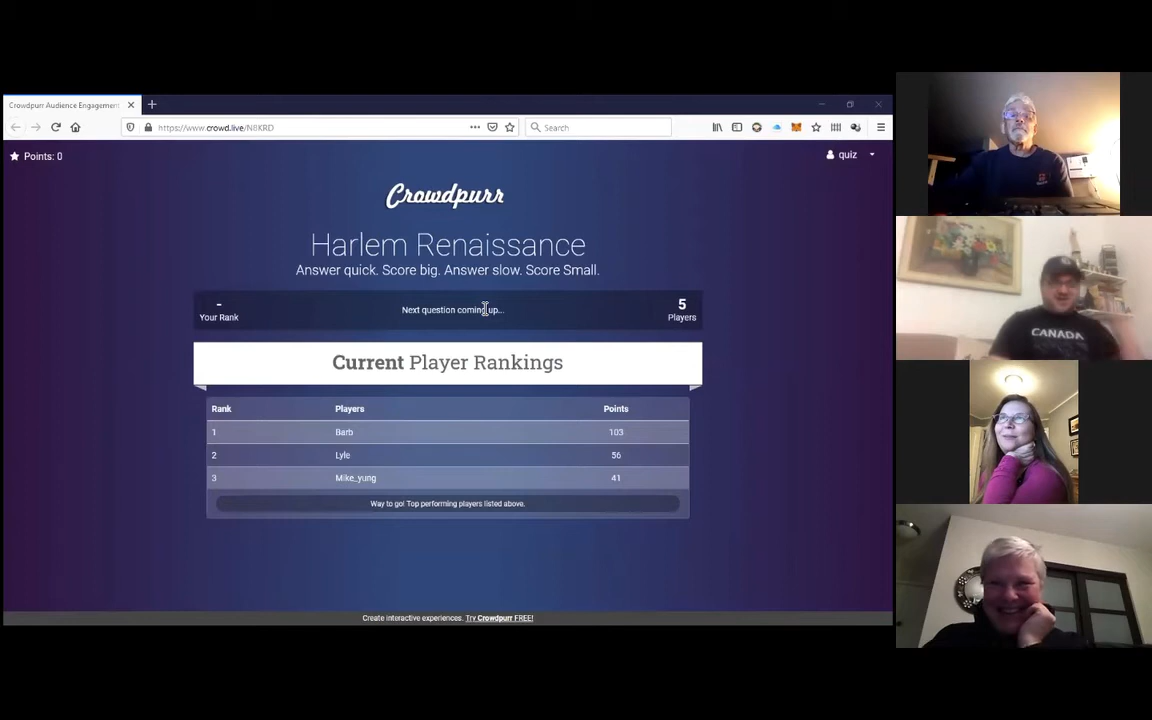 Crowdpurr Audience Engagement
https://www.crowd.live/N8KRD
Search
Points: 0
quiz
Crowdpurr
Harlem Renaissance
Answer quick. Score big. Answer slow. Score Small.
-
Your Rank
Next question coming up...
5
Players
Current Player Rankings
Rank Players Points
1 Barb 103
2 Lyle 56
3 Mike_yung 41
Way to go! Top performing players listed above.
Create interactive experiences. Try Crowdpurr FREE!
CANADA